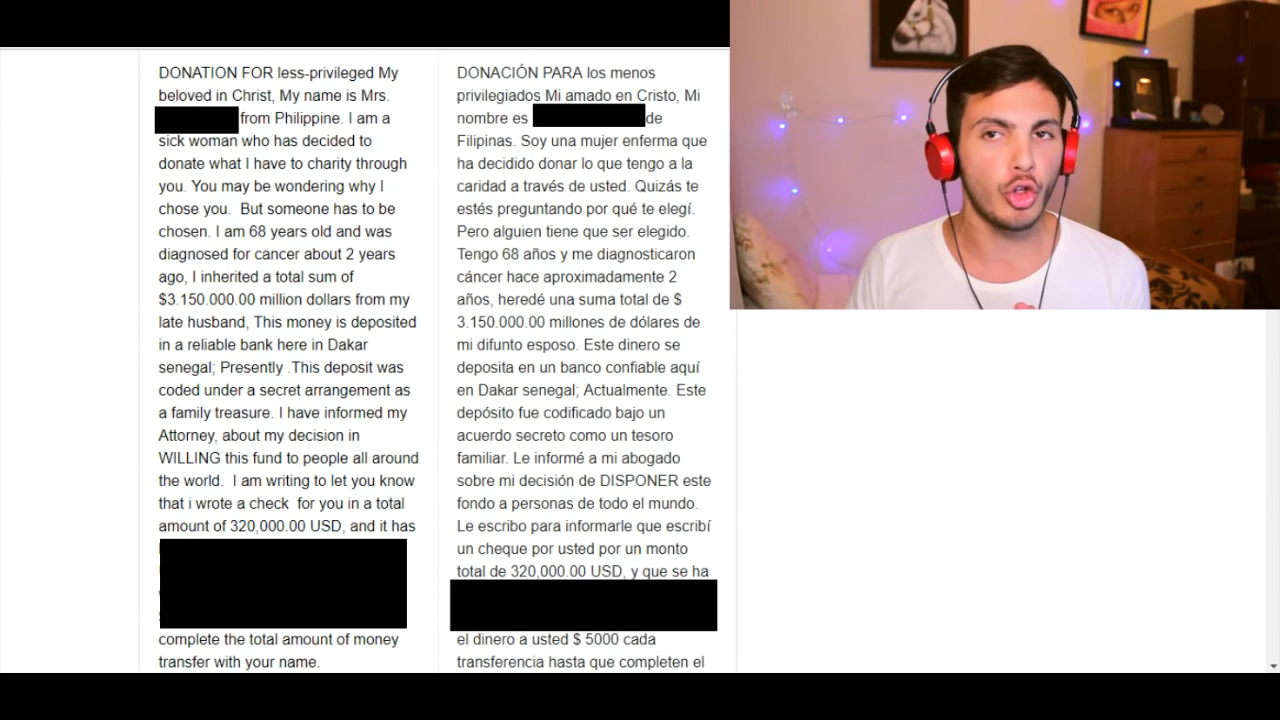 DONATION FOR less-privileged My
beloved in Christ, My name is Mrs.
from Philippine. I am a
sick woman who has decided to
donate what I have to charity through
you. You may be wondering why I
chose you.  But someone has to be
chosen. I am 68 years old and was
diagnosed for cancer about 2 years
ago, I inherited a total sum of
$3.150.000.00 million dollars from my
late husband, This money is deposited
in a reliable bank here in Dakar
senegal; Presently .This deposit was
coded under a secret arrangement as
a family treasure. I have informed my
Attorney, about my decision in
WILLING this fund to people all around
the world.  I am writing to let you know
that i wrote a check  for you in a total
amount of 320,000.00 USD, and it has
complete the total amount of money
transfer with your name.
DONACIÓN PARA los menos
privilegiados Mi amado en Cristo, Mi
nombre es de
Filipinas. Soy una mujer enferma que
ha decidido donar lo que tengo a la
caridad a través de usted. Quizás te
estés preguntando por qué te elegí.
Pero alguien tiene que ser elegido.
Tengo 68 años y me diagnosticaron
cáncer hace aproximadamente 2
años, heredé una suma total de $
3.150.000.00 millones de dólares de
mi difunto esposo. Este dinero se
deposita en un banco confiable aquí
en Dakar senegal; Actualmente. Este
depósito fue codificado bajo un
acuerdo secreto como un tesoro
familiar. Le informé a mi abogado
sobre mi decisión de DISPONER este
fondo a personas de todo el mundo.
Le escribo para informarle que escribí
un cheque por usted por un monto
total de 320,000.00 USD, y que se ha
el dinero a usted $ 5000 cada
transferencia hasta que completen el